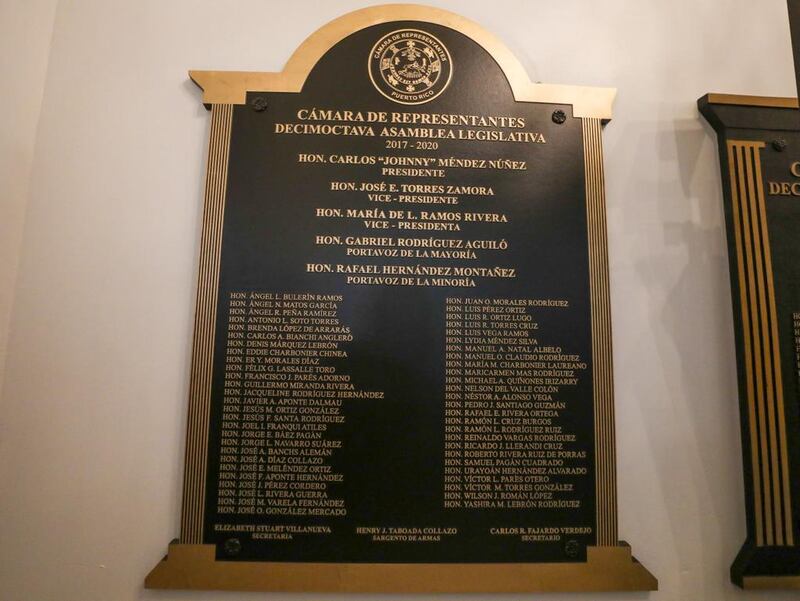 CÁMARA DE REPRESENTANTES
PUERTO RICO
CÁMARA DE REPRESENTANTES
DECIMOCTAVA ASAMBLEA LEGISLATIVA
2017 - 2020
HON. CARLOS "JOHNNY" MÉNDEZ NÚÑEZ
PRESIDENTE
HON. JOSÉ E. TORRES ZAMORA
VICE - PRESIDENTE
HON. MARÍA DE L. RAMOS RIVERA
VICE - PRESIDENTA
HON. GABRIEL RODRÍGUEZ AGUILÓ
PORTAVOZ DE LA MAYORÍA
HON. RAFAEL HERNÁNDEZ MONTAÑEZ
PORTAVOZ DE LA MINORÍA
HON. ÁNGEL L. BULERÍN RAMOS
HON. ÁNGEL N. MATOS GARCÍA
HON. ÁNGEL R. PEÑA RAMÍREZ
HON. ANTONIO L. SOTO TORRES
HON. BRENDA LÓPEZ DE ARRARÁS
HON. CARLOS A. BIANCHI ANGLERÓ
HON. DENIS MÁRQUEZ LEBRÓN
HON. EDDIE CHARBONIER CHINEA
HON. ER Y. MORALES DÍAZ
HON. FÉLIX G. LASSALLE TORO
HON. FRANCISCO J. PARÉS ADORNO
HON. GUILLERMO MIRANDA RIVERA
HON. JACQUELINE RODRÍGUEZ HERNÁNDEZ
HON. JAVIER A. APONTE DALMAU
HON. JESÚS M. ORTIZ GONZÁLEZ
HON. JESÚS F. SANTA RODRÍGUEZ
HON. JOEL I. FRANQUI ATILES
HON. JORGE E. BÁEZ PAGÁN
HON. JORGE L. NAVARRO SUÁREZ
HON. JOSÉ A. BANCHS ALEMÁN
HON. JOSÉ A. DÍAZ COLLAZO
HON. JOSÉ E. MELÉNDEZ ORTIZ
HON. JOSÉ F. APONTE HERNÁNDEZ
HON. JOSÉ J. PÉREZ CORDERO
HON. JOSÉ L. RIVERA GUERRA
HON. JOSÉ M. VARELA FERNÁNDEZ
HON. JOSÉ O. GONZÁLEZ MERCADO
HON. JUAN O. MORALES RODRÍGUEZ
HON. LUIS PÉREZ ORTIZ
HON. LUIS R. ORTIZ LUGO
HON. LUIS R. TORRES CRUZ
HON. LUIS VEGA RAMOS
HON. LYDIA MÉNDEZ SILVA
HON. MANUEL A. NATAL ALBELO
HON. MANUEL O. CLAUDIO RODRÍGUEZ
HON. MARÍA M. CHARBONIER LAUREANO
HON. MARICARMEN MAS RODRÍGUEZ
HON. MICHAEL A. QUIÑONES IRIZARRY
HON. NELSON DEL VALLE COLÓN
HON. NÉSTOR A. ALONSO VEGA
HON. PEDRO J. SANTIAGO GUZMÁN
HON. RAFAEL E. RIVERA ORTEGA
HON. RAMÓN L. CRUZ BURGOS
HON. RAMÓN L. RODRÍGUEZ RUIZ
HON. REINALDO VARGAS RODRÍGUEZ
HON. RICARDO J. LLERANDI CRUZ
HON. ROBERTO RIVERA RUIZ DE PORRAS
HON. SAMUEL PAGÁN CUADRADO
HON. URAYOÁN HERNÁNDEZ ALVARADO
HON. VÍCTOR L. PARÉS OTERO
HON. VÍCTOR M. TORRES GONZÁLEZ
HON. WILSON J. ROMÁN LÓPEZ
HON. YASHIRA M. LEBRÓN RODRÍGUEZ
ELIZABETH STUART VILLANUEVA
SECRETARIA
HENRY J. TABOADA COLLAZO
SARGENTO DE ARMAS
CARLOS R. FAJARDO VERDEJO
SECRETARIO